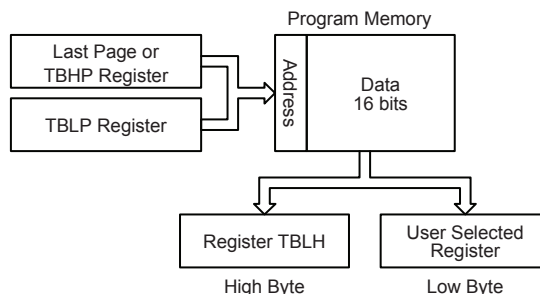 Program Memory
Last Page or
TBHP Register
TBLP Register
Address
Data
16 bits
Register TBLH
User Selected
Register
High Byte
Low Byte